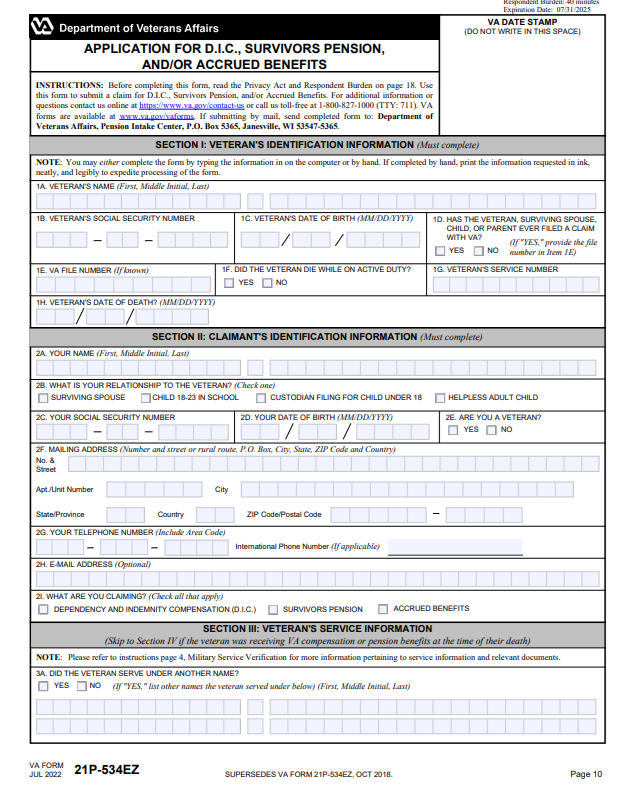 Respondent Burden: 40 minutes
Expiration Date: 07/31/2025
VA
Department of Veterans Affairs
VA DATE STAMP
(DO NOT WRITE IN THIS SPACE)
APPLICATION FOR D.I.C., SURVIVORS PENSION,
AND/OR ACCRUED BENEFITS
INSTRUCTIONS: Before completing this form, read the Privacy Act and Respondent Burden on page 18. Use
this form to submit a claim for D.I.C., Survivors Pension, and/or Accrued Benefits. For additional information or
questions contact us online at https://www.va.gov/contact-us or call us toll-free at 1-800-827-1000 (TTY: 711). VA
forms are available at www.va.gov/vaforms. If submitting by mail, send completed form to: Department of
Veterans Affairs, Pension Intake Center, P.O. Box 5365, Janesville, WI 53547-5365.
SECTION I: VETERAN'S IDENTIFICATION INFORMATION (Must complete)
NOTE: You may either complete the form by typing the information in on the computer or by hand. If completed by hand, print the information requested in ink,
neatly, and legibly to expedite processing of the form.
1A. VETERAN'S NAME (First, Middle Initial, Last)
1B. VETERAN'S SOCIAL SECURITY NUMBER
1C. VETERAN'S DATE OF BIRTH (MM/DD/YYYY)
1D. HAS THE VETERAN, SURVIVING SPOUSE,
CHILD, OR PARENT EVER FILED A CLAIM
WITH VA?
YES NO (If "YES," provide the file
number in Item 1E)
1E. VA FILE NUMBER (If known)
1F. DID THE VETERAN DIE WHILE ON ACTIVE DUTY?
YES NO
1G. VETERAN'S SERVICE NUMBER
1H. VETERAN'S DATE OF DEATH? (MM/DD/YYYY)
SECTION II: CLAIMANT'S IDENTIFICATION INFORMATION (Must complete)
2A. YOUR NAME (First, Middle Initial, Last)
2B. WHAT IS YOUR RELATIONSHIP TO THE VETERAN? (Check one)
SURVIVING SPOUSE CHILD 18-23 IN SCHOOL CUSTODIAN FILING FOR CHILD UNDER 18 HELPLESS ADULT CHILD
2C. YOUR SOCIAL SECURITY NUMBER
2D. YOUR DATE OF BIRTH (MM/DD/YYYY)
2E. ARE YOU A VETERAN?
YES NO
2F. MAILING ADDRESS (Number and street or rural route, P.O. Box, City, State, ZIP Code and Country)
No. &
Street
Apt./Unit Number City
State/Province Country ZIP Code/Postal Code
2G. YOUR TELEPHONE NUMBER (Include Area Code)
International Phone Number (If applicable)
2H. E-MAIL ADDRESS (Optional)
2I. WHAT ARE YOU CLAIMING? (Check all that apply)
DEPENDENCY AND INDEMNITY COMPENSATION (D.I.C.) SURVIVORS PENSION ACCRUED BENEFITS
SECTION III: VETERAN'S SERVICE INFORMATION
(Skip to Section IV if the veteran was receiving VA compensation or pension benefits at the time of their death)
NOTE: Please refer to instructions page 4, Military Service Verification for more information pertaining to service information and relevant documents.
3A. DID THE VETERAN SERVE UNDER ANOTHER NAME?
YES NO (If "YES," list other names the veteran served under below) (First, Middle Initial, Last)
VA FORM
JUL 2022
21P-534EZ
SUPERSEDES VA FORM 21P-534EZ, OCT 2018.
Page 10